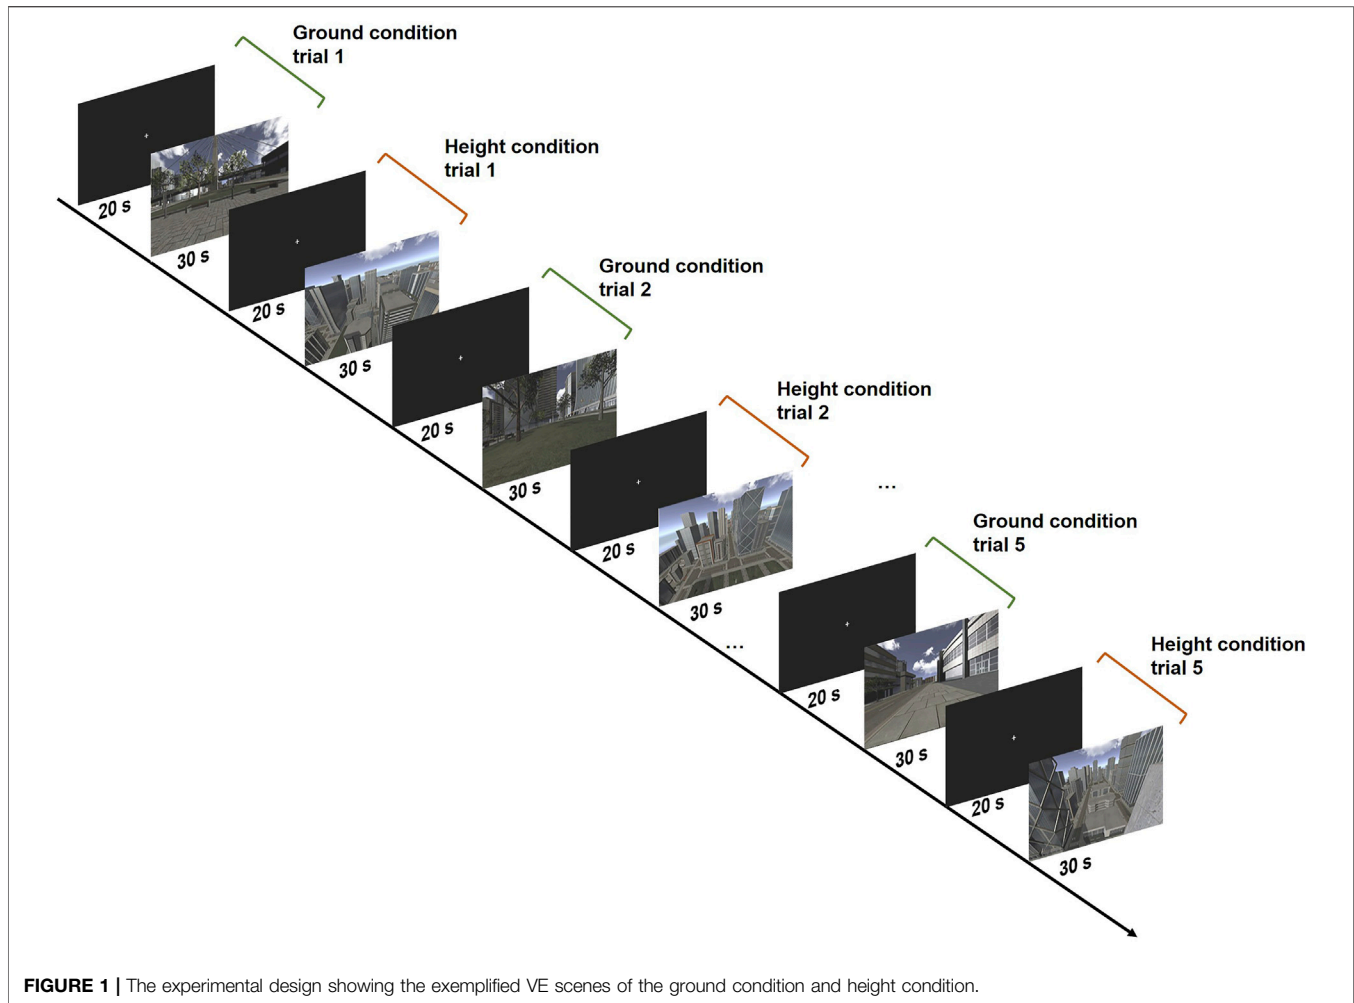 Ground condition
trial 1
Height condition
trial 1
20 s
30 s
Ground condition
trial 2
20 s
30 s
Height condition
trial 2
20 s
30 s
...
Ground condition
trial 5
20 s
30 s
...
Height condition
trial 5
20 s
30 s
20 s
30 s
FIGURE 1 | The experimental design showing the exemplified VE scenes of the ground condition and height condition.